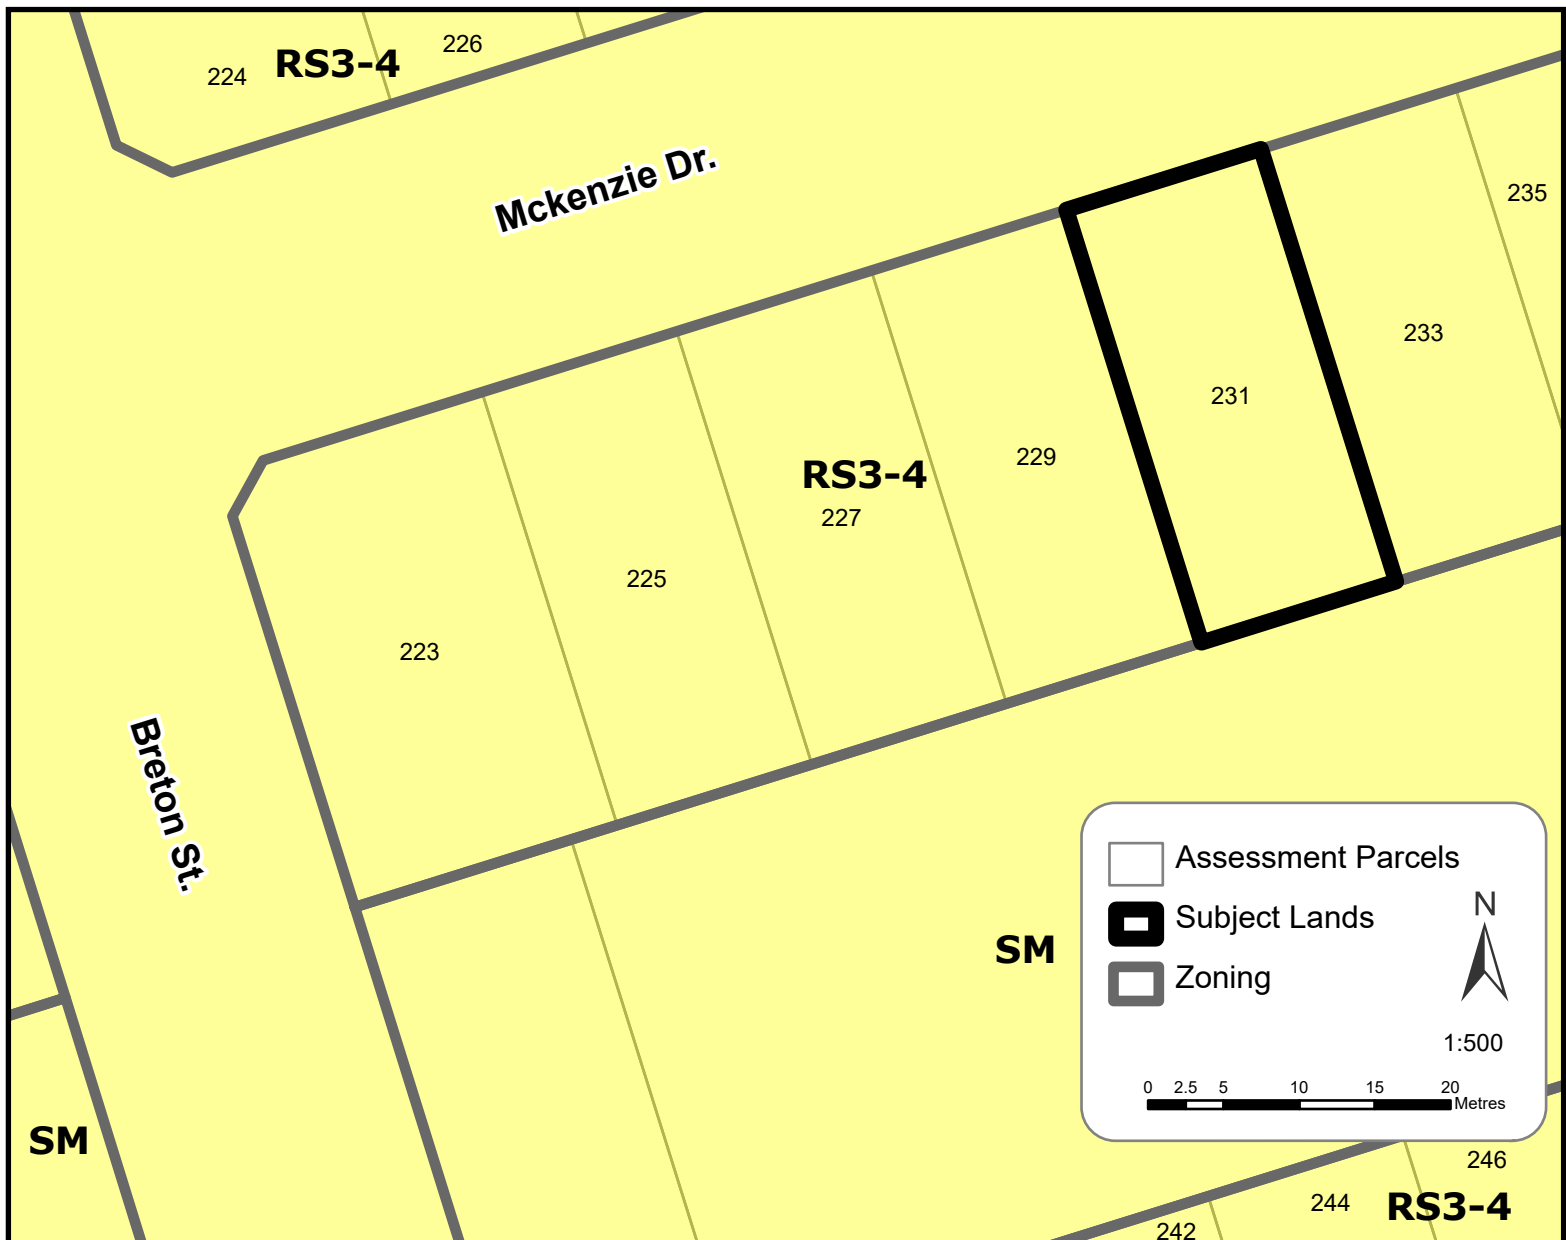 226
RS3-4
224
Mckenzie Dr.
235
233
231
229
RS3-4
227
225
223
Breton St.
SM
Assessment Parcels
Subject Lands
Zoning
N
1:500
0 2.5 5 10 15 20
Metres
SM
246
244
RS3-4
242